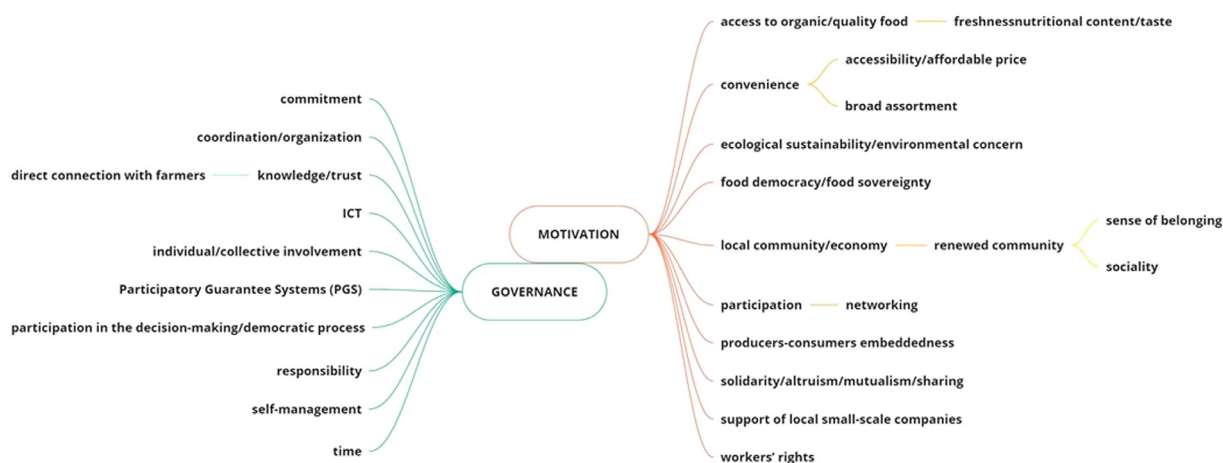 commitment
coordination/organization
direct connection with farmers
knowledge/trust
ICT
individual/collective involvement
Participatory Guarantee Systems (PGS)
participation in the decision-making/democratic process
responsibility
self-management
time
MOTIVATION
GOVERNANCE
access to organic/quality food
freshnessnutritional content/taste
convenience
accessibility/affordable price
broad assortment
ecological sustainability/environmental concern
food democracy/food sovereignty
local community/economy
renewed community
sense of belonging
sociality
participation
networking
producers-consumers embeddedness
solidarity/altruism/mutualism/sharing
support of local small-scale companies
workers’ rights